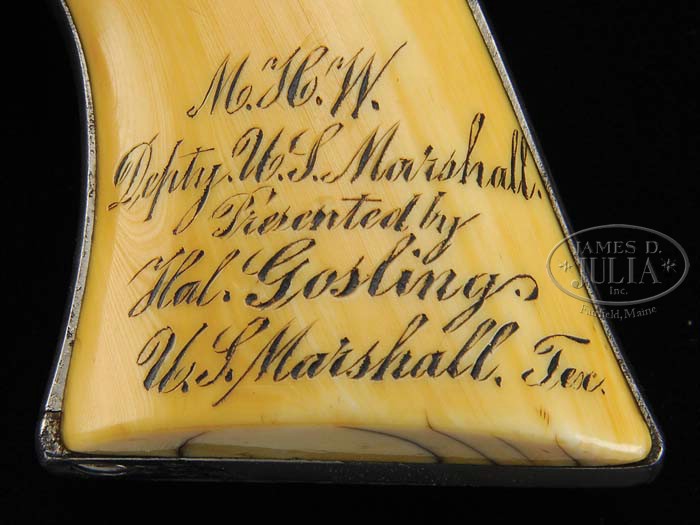 M.H.W.
Depty. U.S. Marshall.
Presented by
Hal. Gosling
U.S. Marshall. Tex.
JAMES D.
JULIA
Inc.
Fairfield, Maine